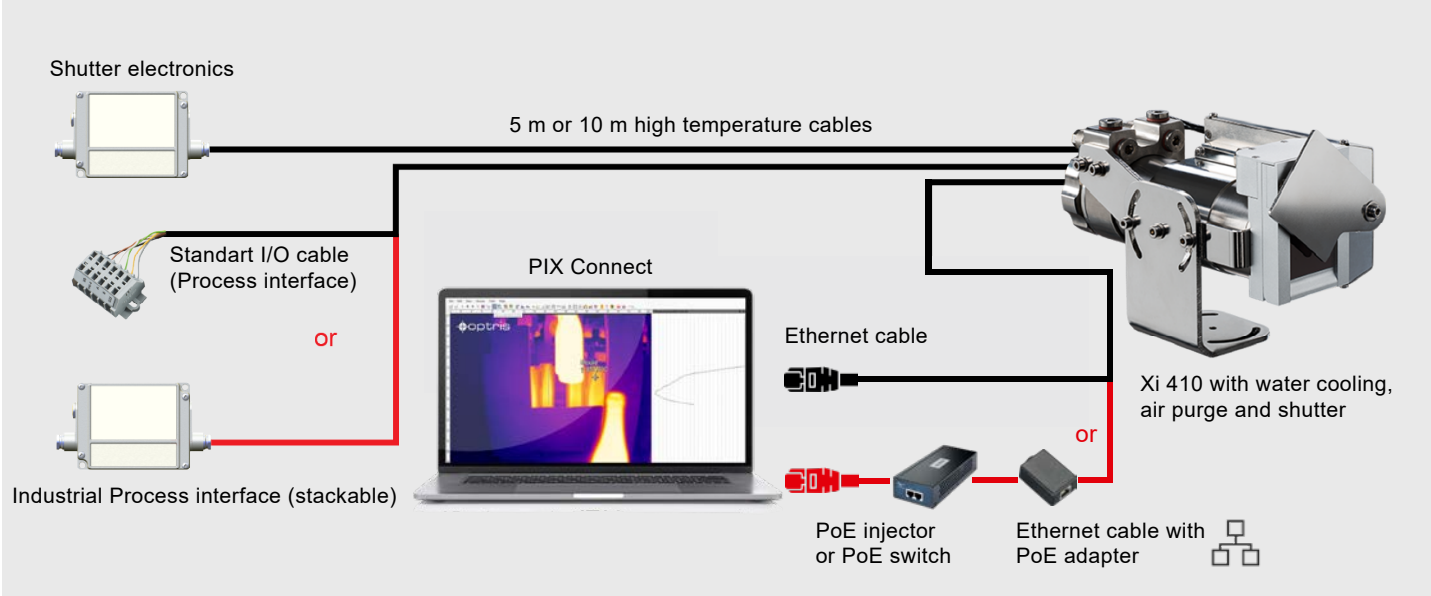 Shutter electronics
5 m or 10 m high temperature cables
Standart I/O cable
(Process interface)
or
PIX Connect
optris
Ethernet cable
Xi 410 with water cooling,
air purge and shutter
or
Industrial Process interface (stackable)
PoE injector
or PoE switch
Ethernet cable with
PoE adapter